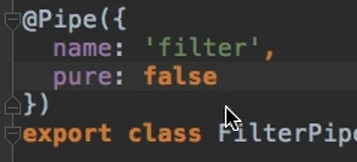 @Pipe({
name: 'filter',
pure: false
})
export class FilterPipe